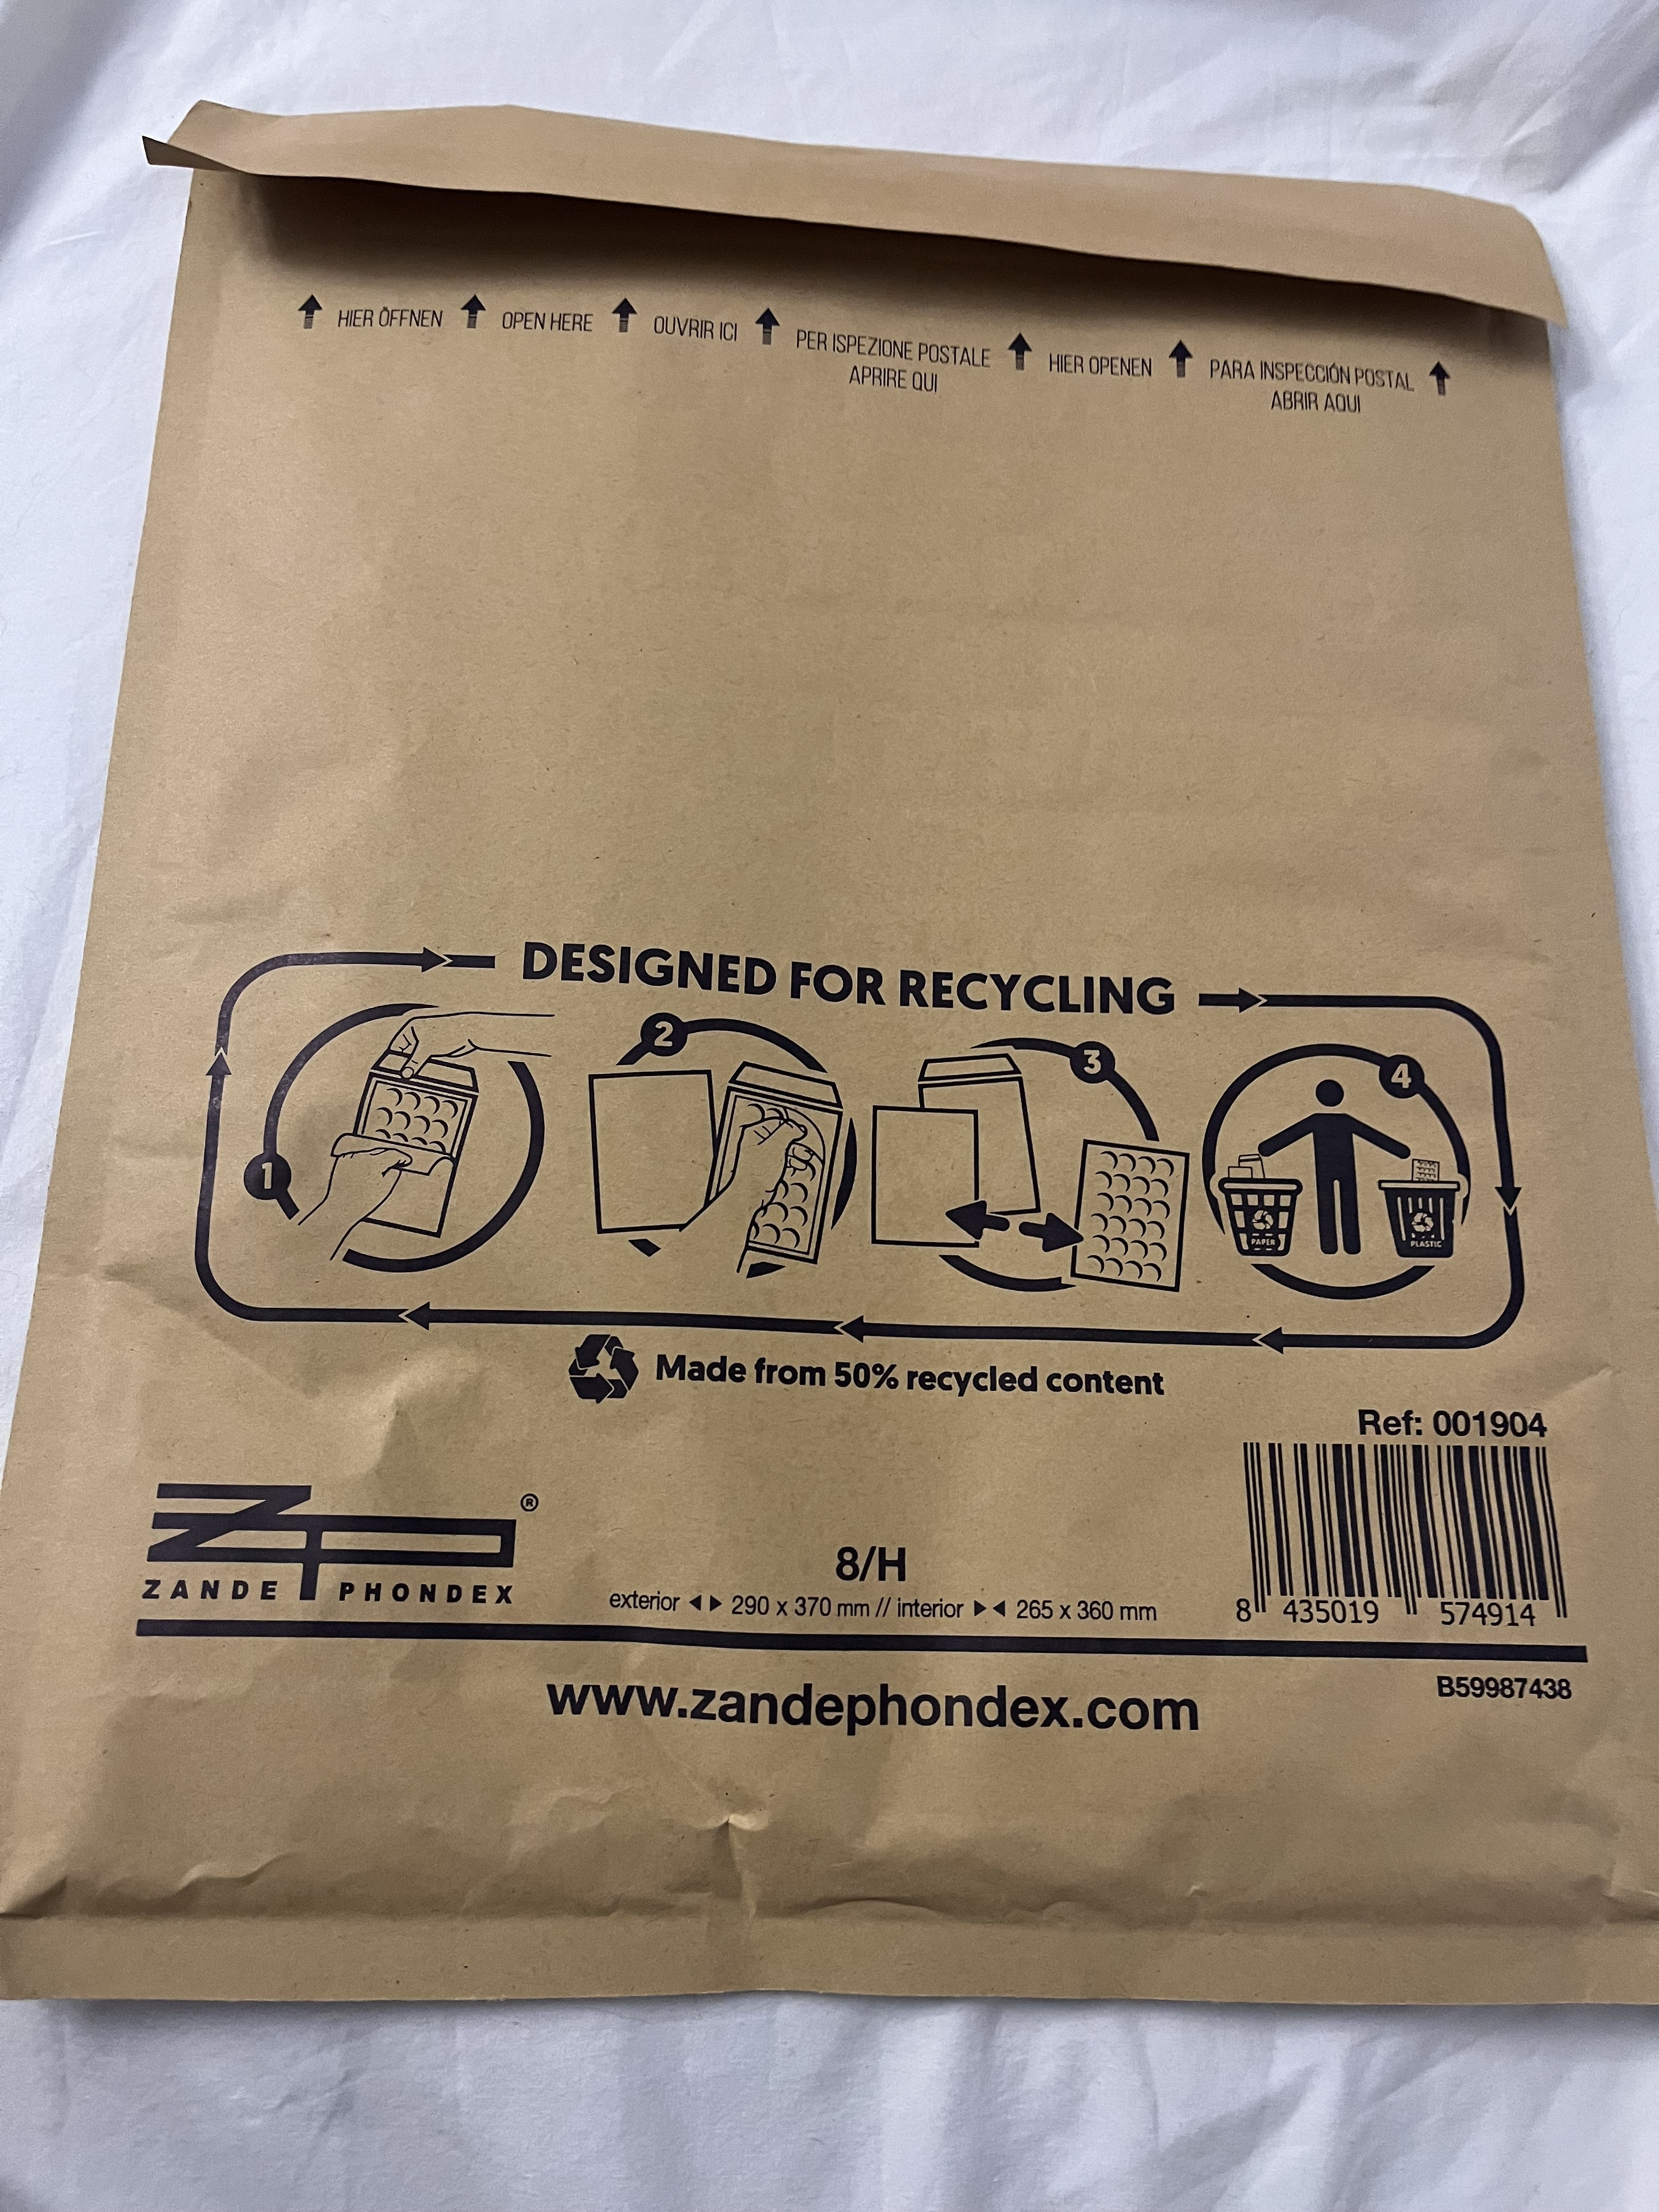 HIER ÖFFNEN OPEN HERE OUVRIR ICI PER ISPEZIONE POSTALE HIER OPENEN PARA INSPECCIÓN POSTAL
APRIRE QUI ABRIR AQUI
DESIGNED FOR RECYCLING
1 2 3 4
PAPER PLASTIC
Made from 50% recycled content
Ref: 001904
ZP®
ZANDE PHONDEX
8/H
exterior ◄ ► 290 x 370 mm // interior ► ◄ 265 x 360 mm
8 435019 574914
B59987438
www.zandephondex.com